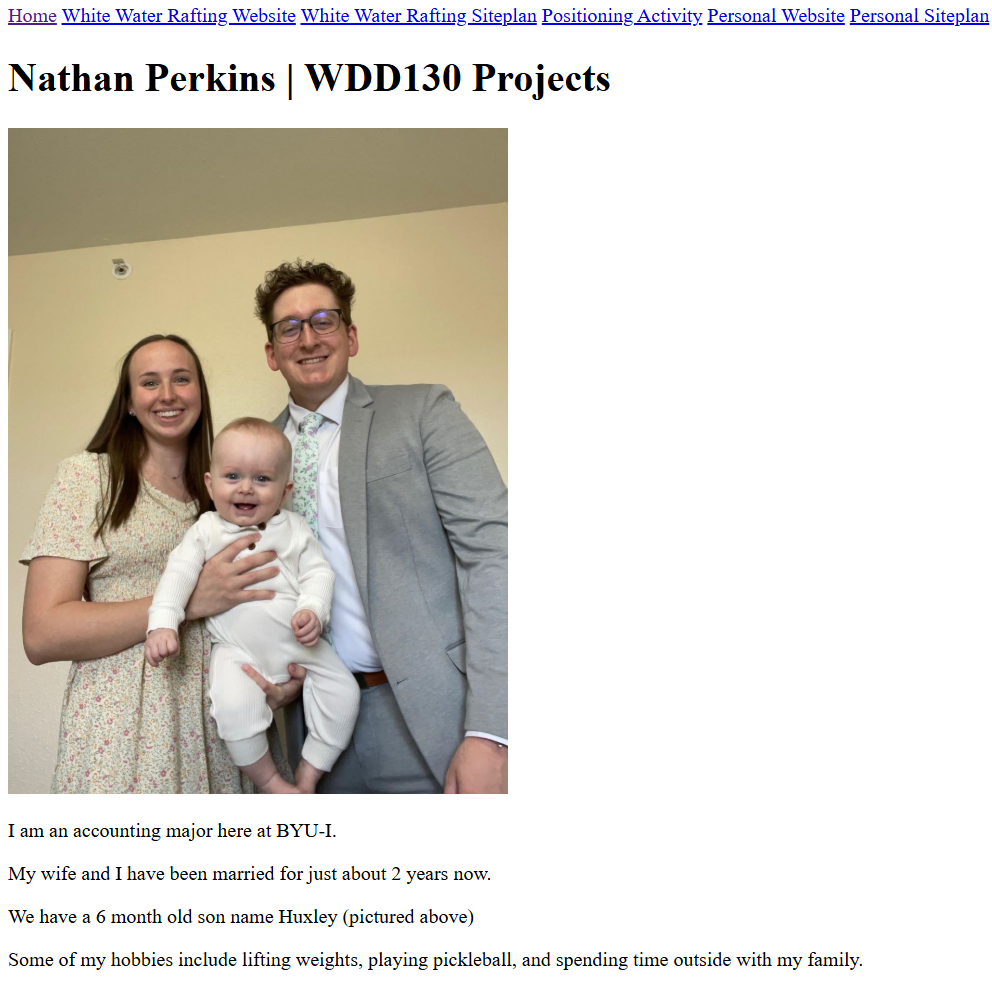 Home White Water Rafting Website White Water Rafting Siteplan Positioning Activity Personal Website Personal Siteplan
Nathan Perkins | WDD130 Projects
I am an accounting major here at BYU-I.
My wife and I have been married for just about 2 years now.
We have a 6 month old son name Huxley (pictured above)
Some of my hobbies include lifting weights, playing pickleball, and spending time outside with my family.